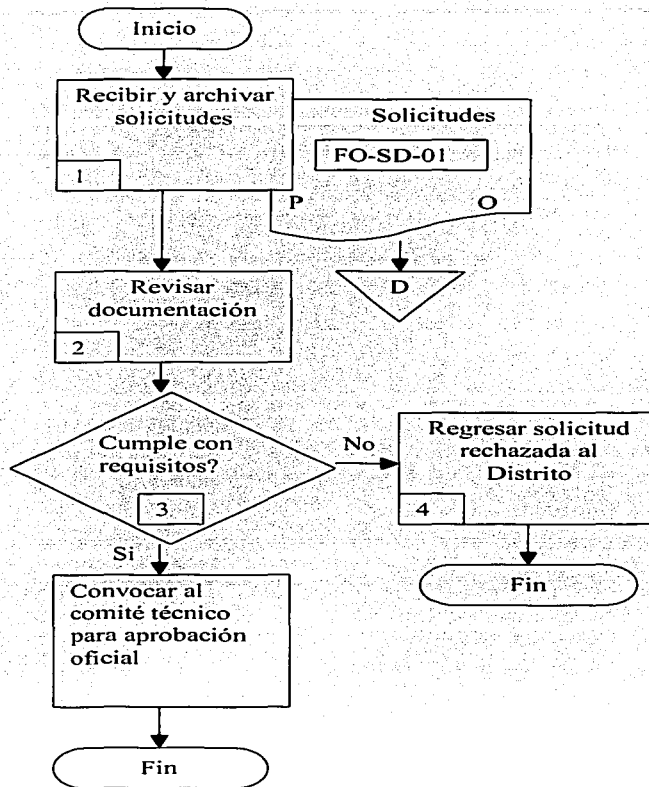 Inicio
Recibir y archivar
solicitudes
1
Solicitudes
FO-SD-01
P
O
D
Revisar
documentación
2
Cumple con
requisitos?
3
No
Regresar solicitud
rechazada al
Distrito
4
Fin
Si
Convocar al
comité técnico
para aprobación
oficial
Fin